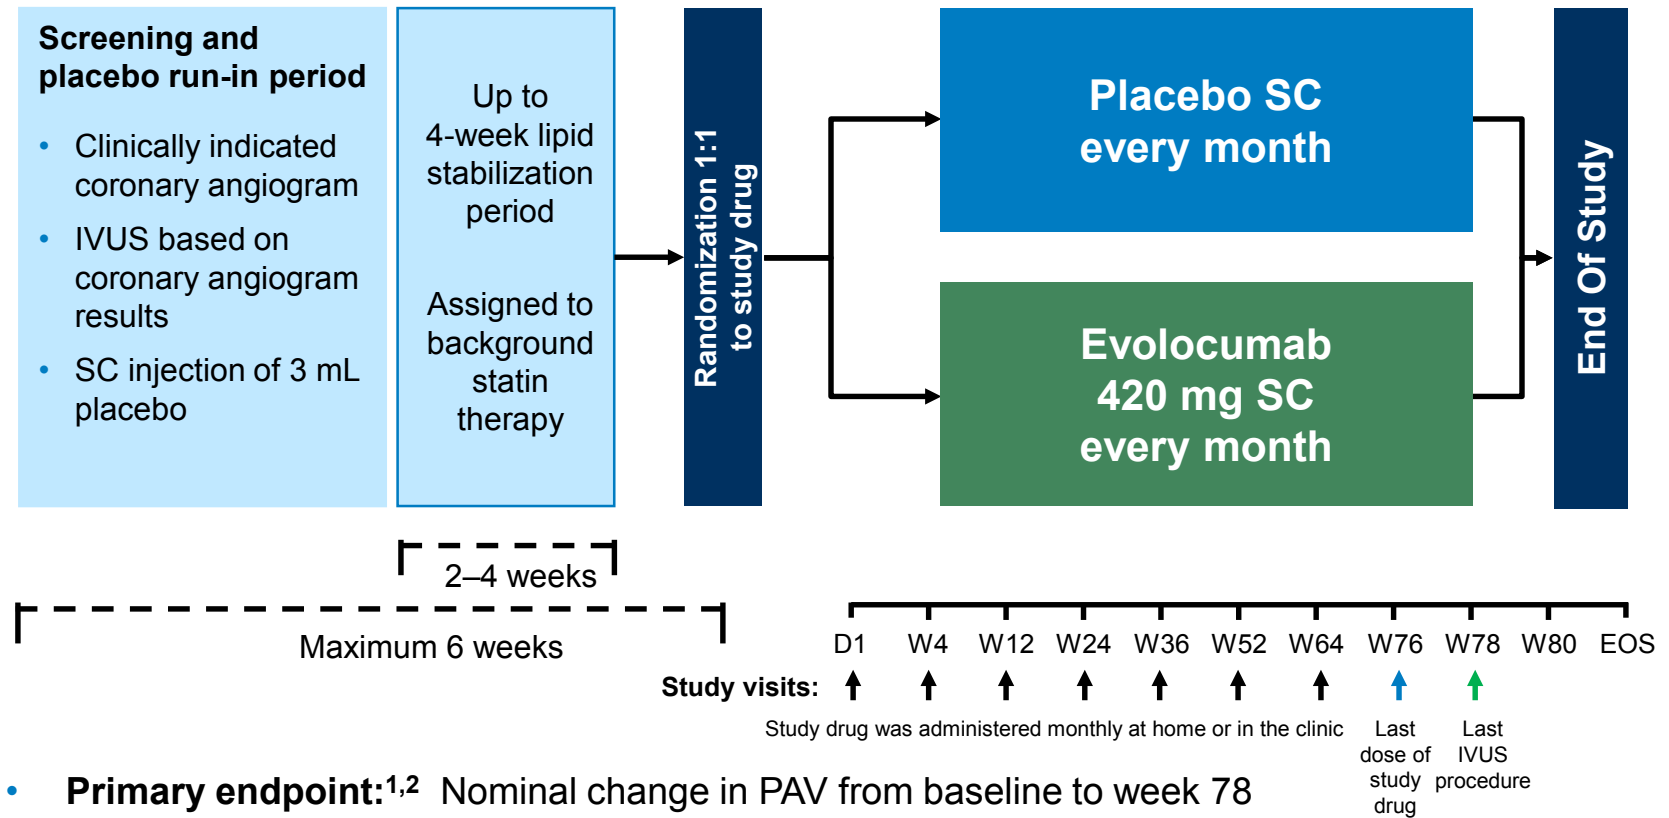 Screening and
placebo run-in period
• Clinically indicated
coronary angiogram
• IVUS based on
coronary angiogram
results
• SC injection of 3 mL
placebo
Up to
4-week lipid
stabilization
period
Assigned to
background
statin
therapy
Randomization 1:1
to study drug
Placebo SC
every month
Evolocumab
420 mg SC
every month
End Of Study
2–4 weeks
Maximum 6 weeks
D1 W4 W12 W24 W36 W52 W64 W76 W78 W80 EOS
Study visits:
Study drug was administered monthly at home or in the clinic
Last
dose of
study
drug
Last
IVUS
procedure
• Primary endpoint:1,2 Nominal change in PAV from baseline to week 78